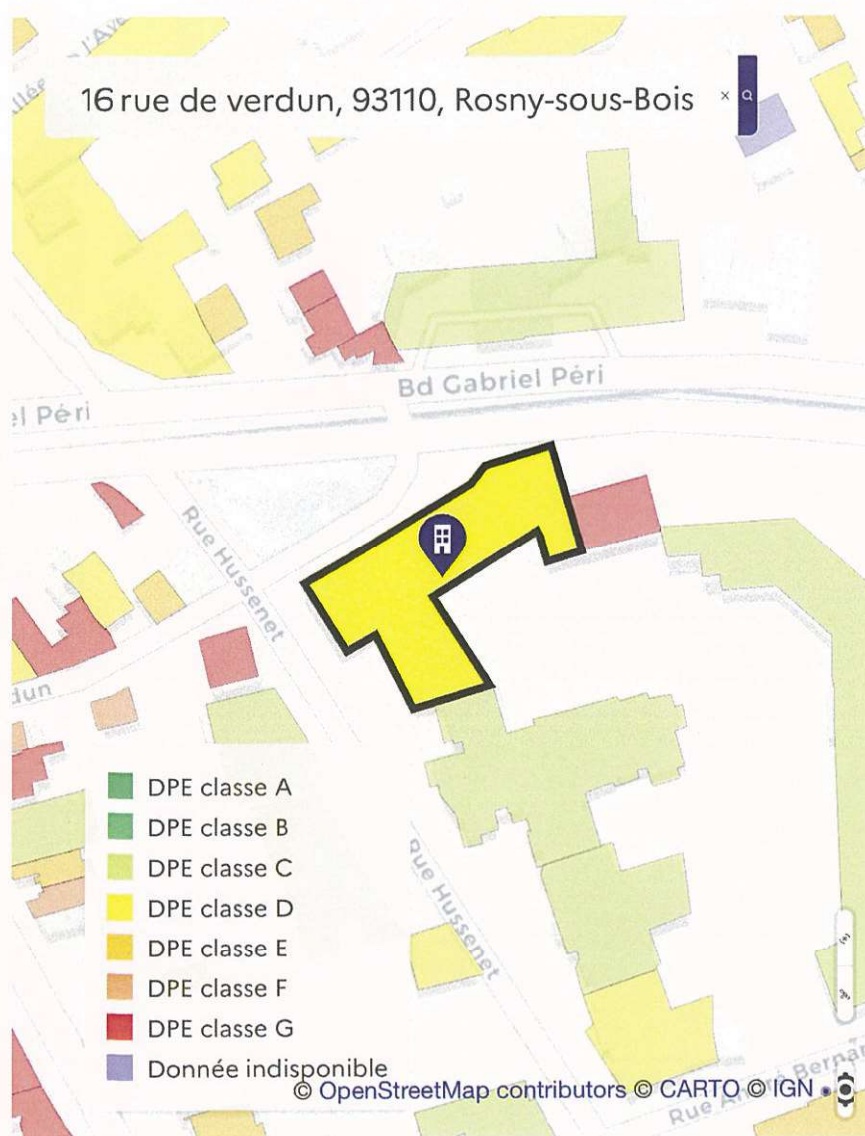 16 rue de verdun, 93110, Rosny-sous-Bois
Bd Gabriel Péri
el Péri
Rue Hussenet
dun
DPE classe A
DPE classe B
DPE classe C
DPE classe D
DPE classe E
DPE classe F
DPE classe G
Donnée indisponible
Rue Hussenet
© OpenStreetMap contributors © CARTO © IGN